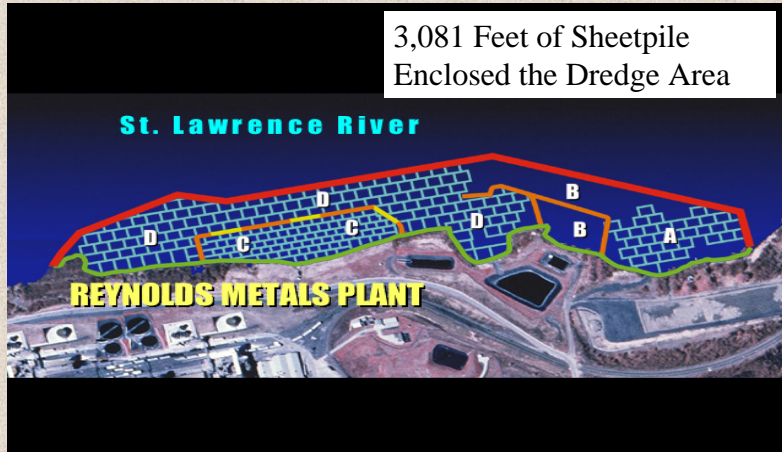 3,081 Feet of Sheetpile
Enclosed the Dredge Area
St. Lawrence River
B
D
D
D
B
A
C
C
REYNOLDS METALS PLANT